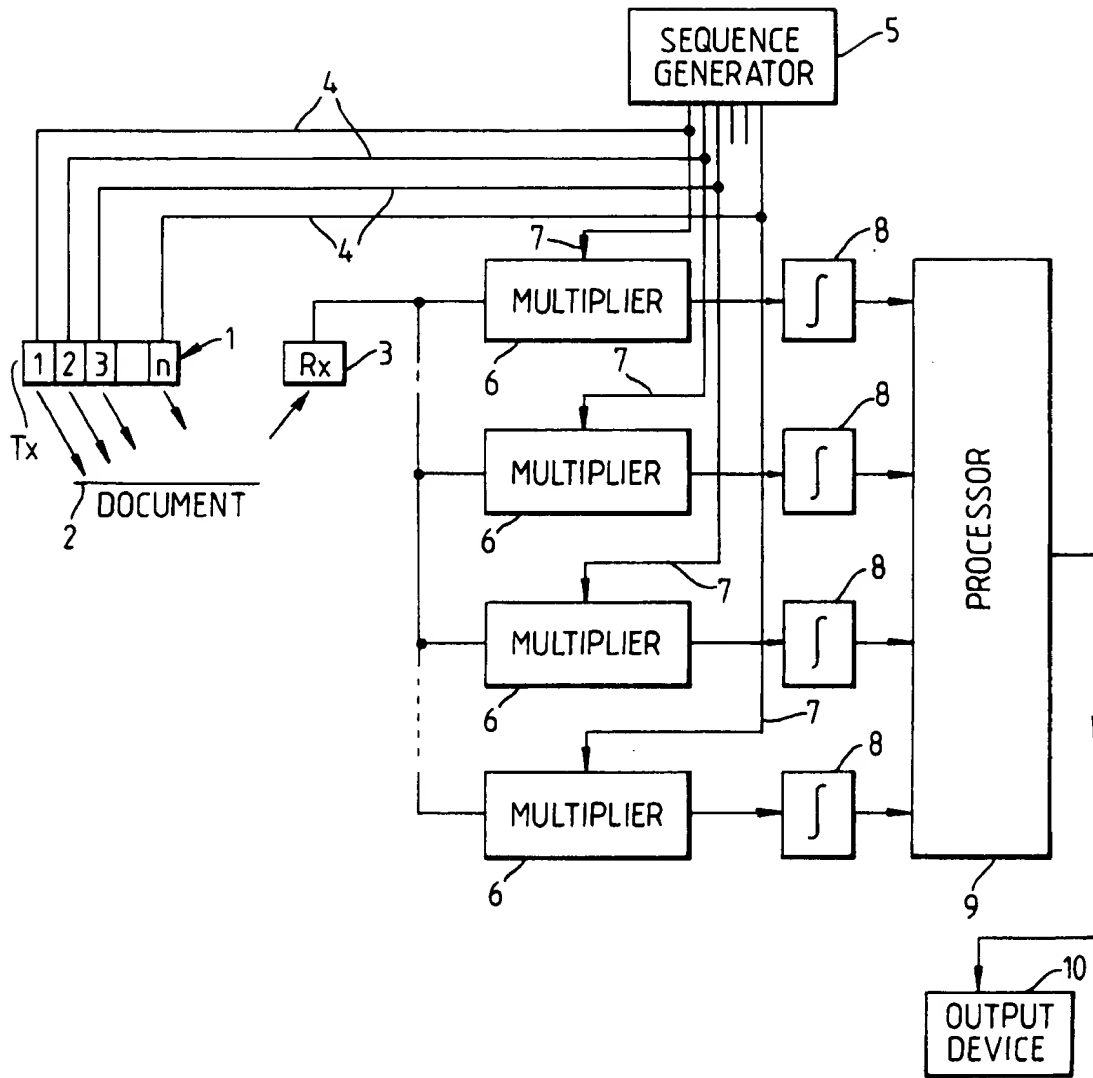 SEQUENCE
GENERATOR
5
4
4
7
8
MULTIPLIER
∫
1 2 3 n
1
Rx
3
6
7
Tx
8
MULTIPLIER
∫
DOCUMENT
2
6
PROCESSOR
7
8
MULTIPLIER
∫
6
7
8
MULTIPLIER
∫
6
9
10
OUTPUT
DEVICE